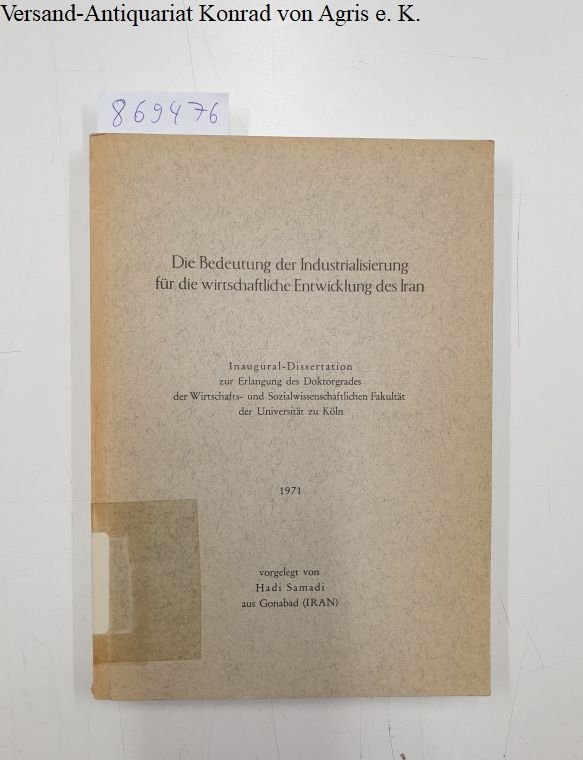 Versand-Antiquariat Konrad von Agris e. K.
869476
Die Bedeutung der Industrialisierung
für die wirtschaftliche Entwicklung des Iran
Inaugural-Dissertation
zur Erlangung des Doktorgrades
der Wirtschafts- und Sozialwissenschaftlichen Fakultät
der Universität zu Köln
1971
vorgelegt von
Hadi Samadi
aus Gonabad (IRAN)